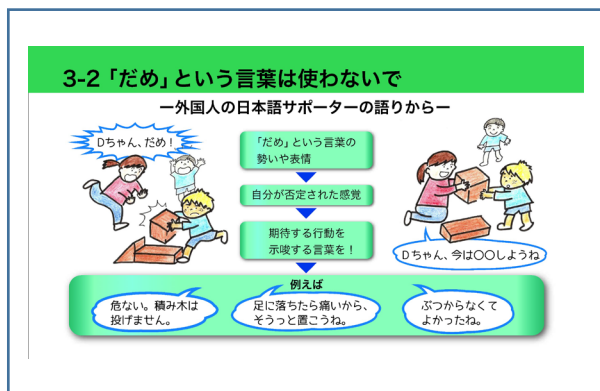 3-2「だめ」という言葉は使わないで
ー外国人の日本語サポーターの語りからー
Dちゃん、だめ！
「だめ」という言葉の
勢いや表情
自分が否定された感覚
期待する行動を
示唆する言葉を！
Dちゃん、今は〇〇しようね
例えば
危ない。積み木は
投げません。
足に落ちたら痛いから、
そうっと置こうね。
ぶつからなくて
よかったね。